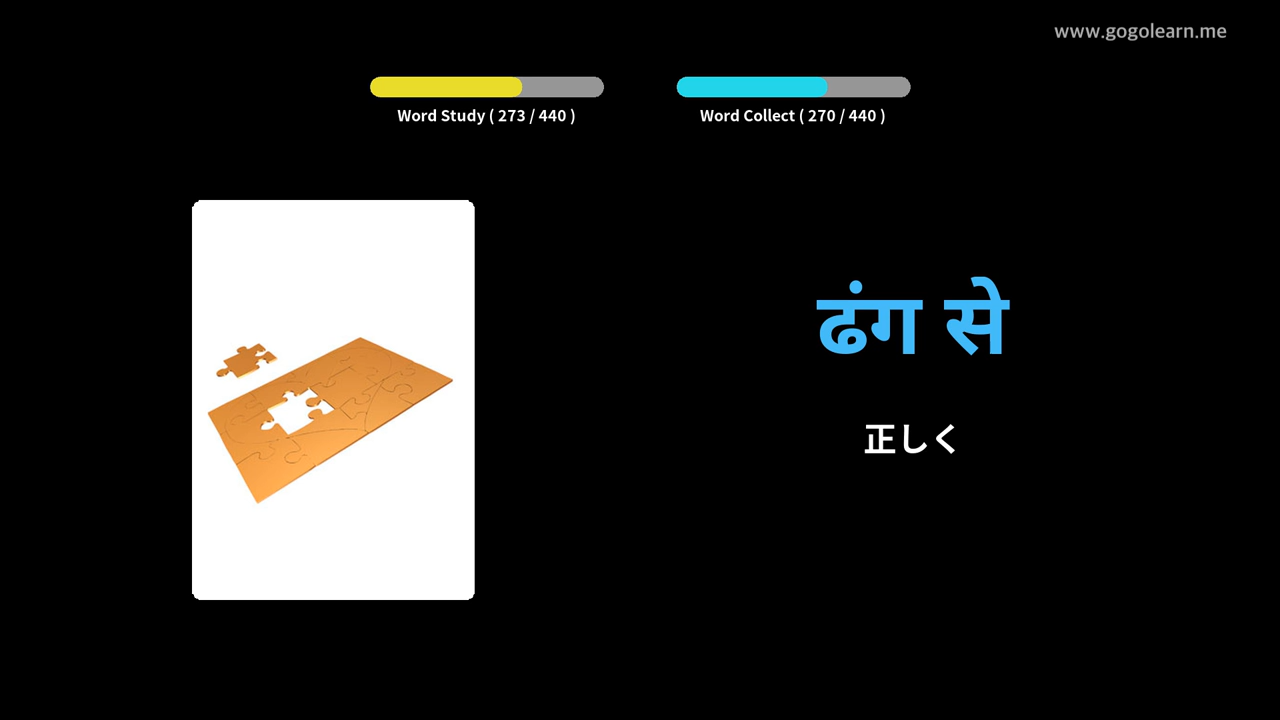 www.gogolearn.me
Word Study ( 273 / 440 )
Word Collect ( 270 / 440 )
ढंग से
正しく